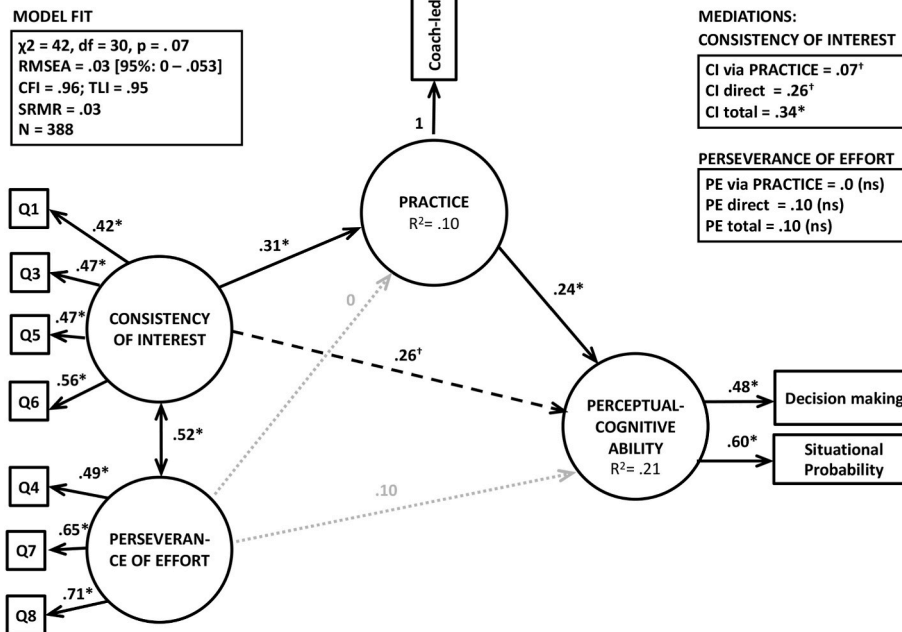 MODEL FIT
χ2 = 42, df = 30, p = . 07
RMSEA = .03 [95%: 0 – .053]
CFI = .96; TLI = .95
SRMR = .03
N = 388
Coach-led
1
MEDIATIONS:
CONSISTENCY OF INTEREST
CI via PRACTICE = .07†
CI direct = .26†
CI total = .34*
PERSEVERANCE OF EFFORT
PE via PRACTICE = .0 (ns)
PE direct = .10 (ns)
PE total = .10 (ns)
PRACTICE
R²= .10
Q1
.42*
Q3
.47*
Q5
.47*
Q6
.56*
CONSISTENCY
OF INTEREST
.31*
0
.24*
.26†
.52*
.10
PERCEPTUAL-
COGNITIVE
ABILITY
R²= .21
.48*
Decision making
.60*
Situational
Probability
Q4
.49*
Q7
.65*
Q8
.71*
PERSEVERAN-
CE OF EFFORT